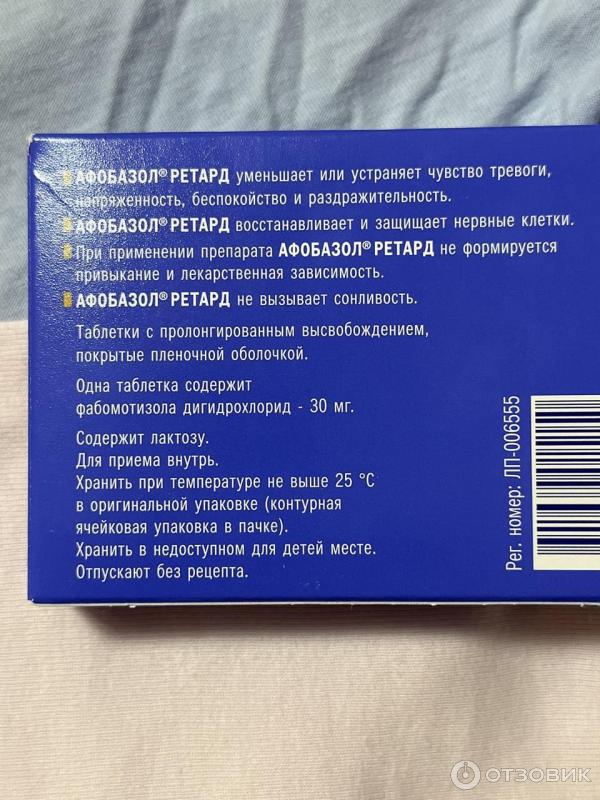 АФОБАЗОЛ® РЕТАРД уменьшает или устраняет чувство тревоги,
напряженность, беспокойство и раздражительность.
АФОБАЗОЛ® РЕТАРД восстанавливает и защищает нервные клетки.
При применении препарата АФОБАЗОЛ® РЕТАРД не формируется
привыкание и лекарственная зависимость.
АФОБАЗОЛ® РЕТАРД не вызывает сонливость.
Таблетки с пролонгированным высвобождением,
покрытые пленочной оболочкой.
Одна таблетка содержит
фабомотизола дигидрохлорид - 30 мг.
Содержит лактозу.
Для приема внутрь.
Хранить при температуре не выше 25 °C
в оригинальной упаковке (контурная
ячейковая упаковка в пачке).
Хранить в недоступном для детей месте.
Отпускают без рецепта.
Рег. номер: ЛП-006555
ОТЗОВИК